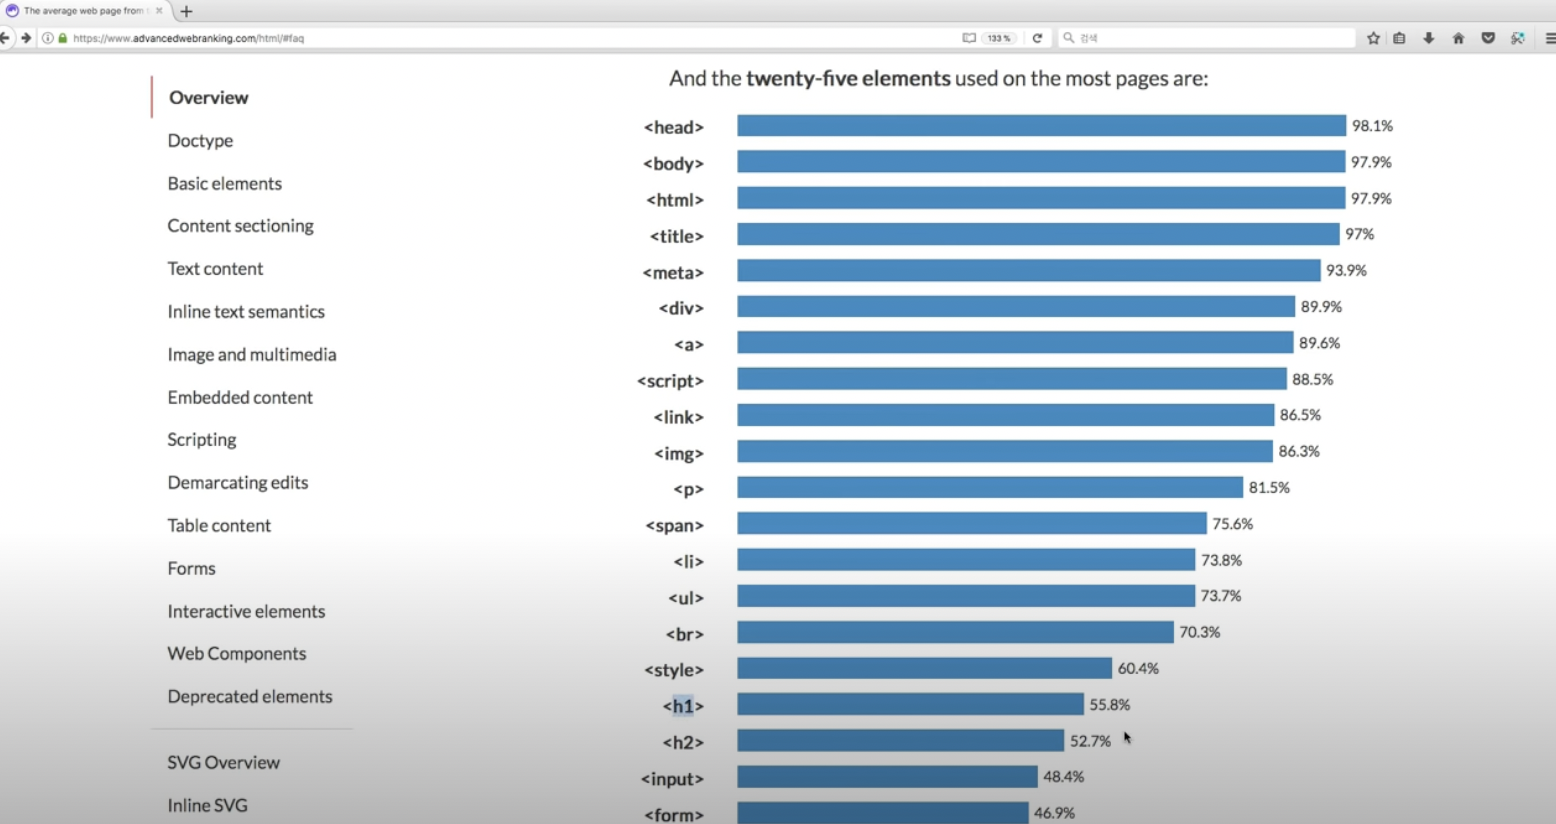 The average web page from t
https://www.advancedwebranking.com/html/#faq
133 %
검색
Overview
Doctype
Basic elements
Content sectioning
Text content
Inline text semantics
Image and multimedia
Embedded content
Scripting
Demarcating edits
Table content
Forms
Interactive elements
Web Components
Deprecated elements
SVG Overview
Inline SVG
And the twenty-five elements used on the most pages are:
<head> 98.1%
<body> 97.9%
<html> 97.9%
<title> 97%
<meta> 93.9%
<div> 89.9%
<a> 89.6%
<script> 88.5%
<link> 86.5%
<img> 86.3%
<p> 81.5%
<span> 75.6%
<li> 73.8%
<ul> 73.7%
<br> 70.3%
<style> 60.4%
<h1> 55.8%
<h2> 52.7%
<input> 48.4%
<form> 46.9%